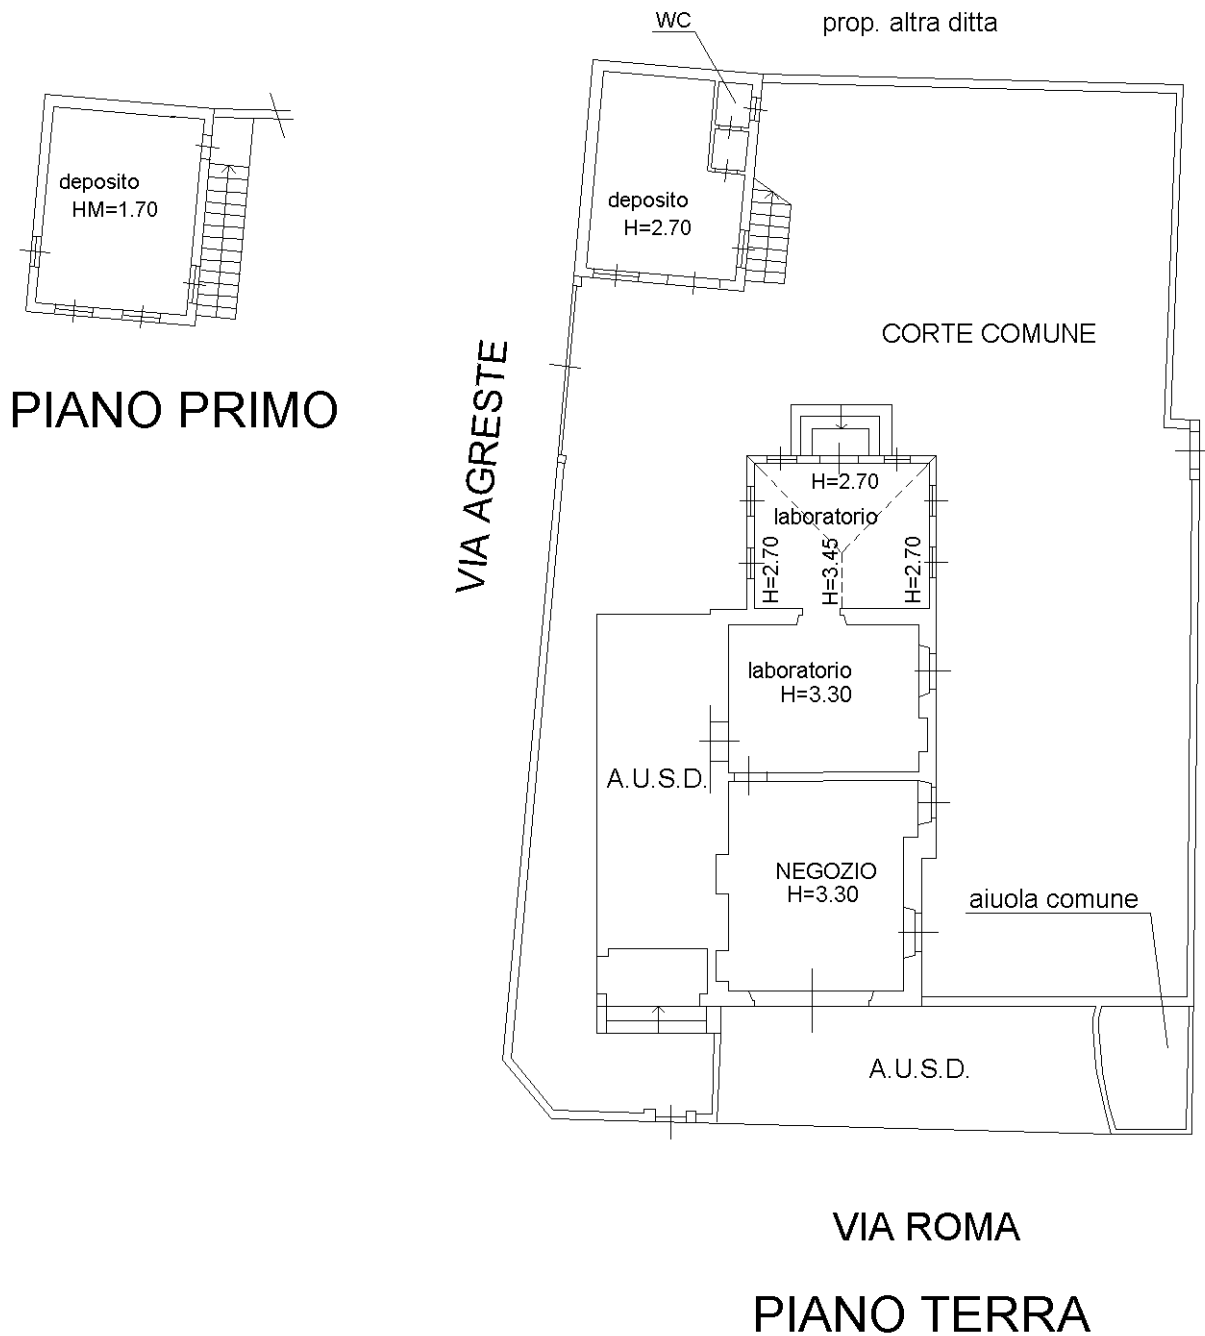 WC
prop. altra ditta
deposito
HM=1.70
PIANO PRIMO
deposito
H=2.70
CORTE COMUNE
VIA AGRESTE
H=2.70
laboratorio
H=2.70
H=3.45
H=2.70
laboratorio
H=3.30
A.U.S.D.
NEGOZIO
H=3.30
aiuola comune
A.U.S.D.
VIA ROMA
PIANO TERRA